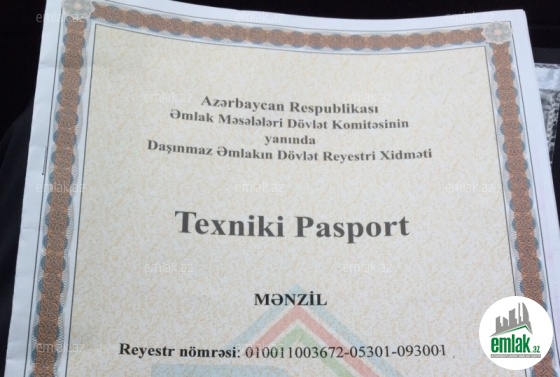 Azərbaycan Respublikası
Əmlak Məsələləri Dövlət Komitəsinin
yanında
Daşınmaz Əmlakın Dövlət Reyestri Xidməti
Texniki Pasport
MƏNZİL
Reyestr nömrəsi: 010011003672-05301-093001
emlak.az